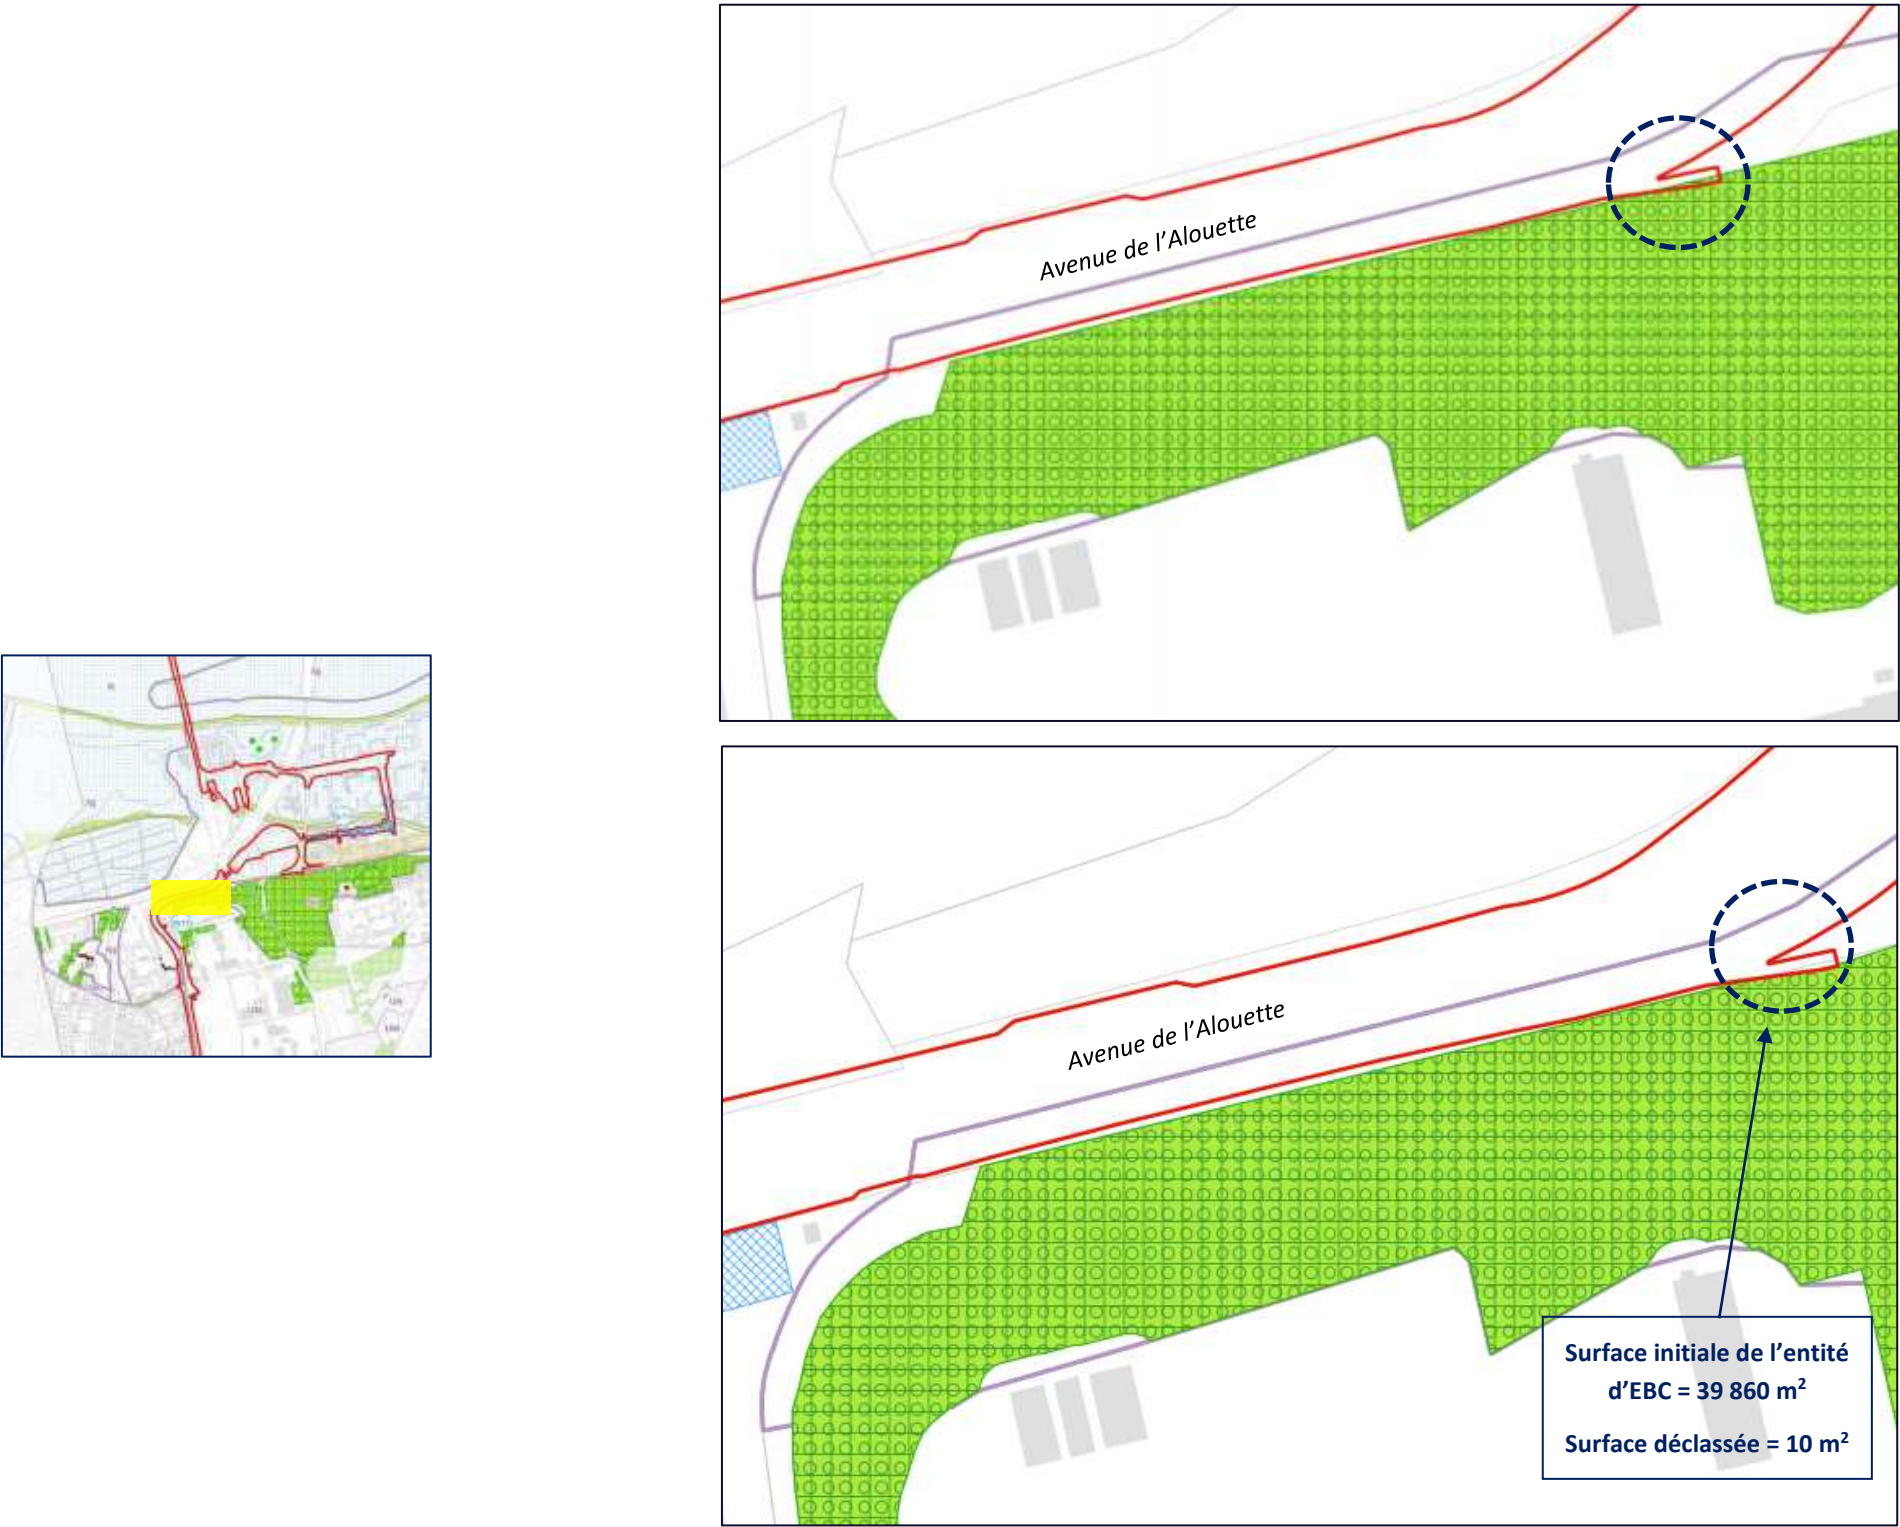 Avenue de l'Alouette
Avenue de l'Alouette
Surface initiale de l'entité
d'EBC = 39 860 m²
Surface déclassée = 10 m²